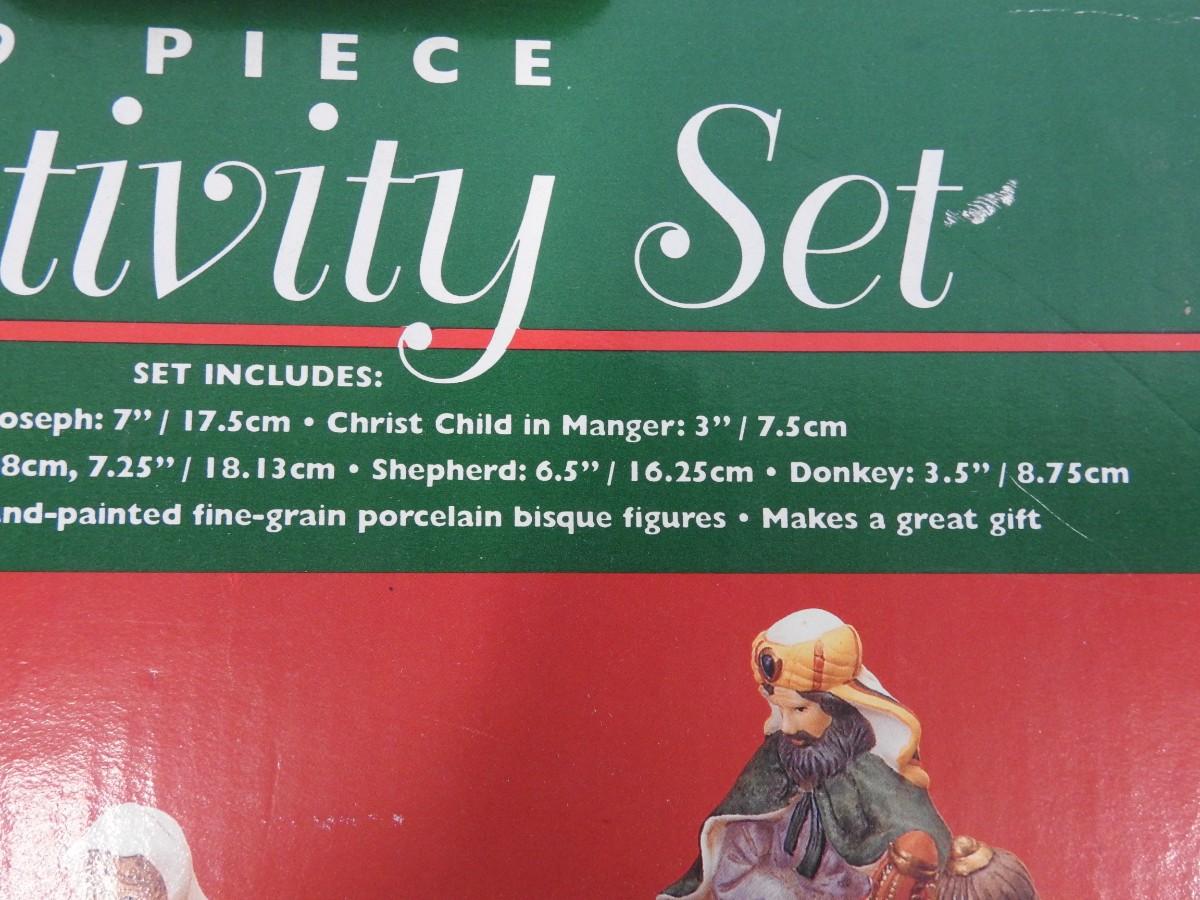 9 PIECE
tivity Set
SET INCLUDES:
oseph: 7” / 17.5cm • Christ Child in Manger: 3” / 7.5cm
8cm, 7.25” / 18.13cm • Shepherd: 6.5” / 16.25cm • Donkey: 3.5” / 8.75cm
nd-painted fine-grain porcelain bisque figures • Makes a great gift